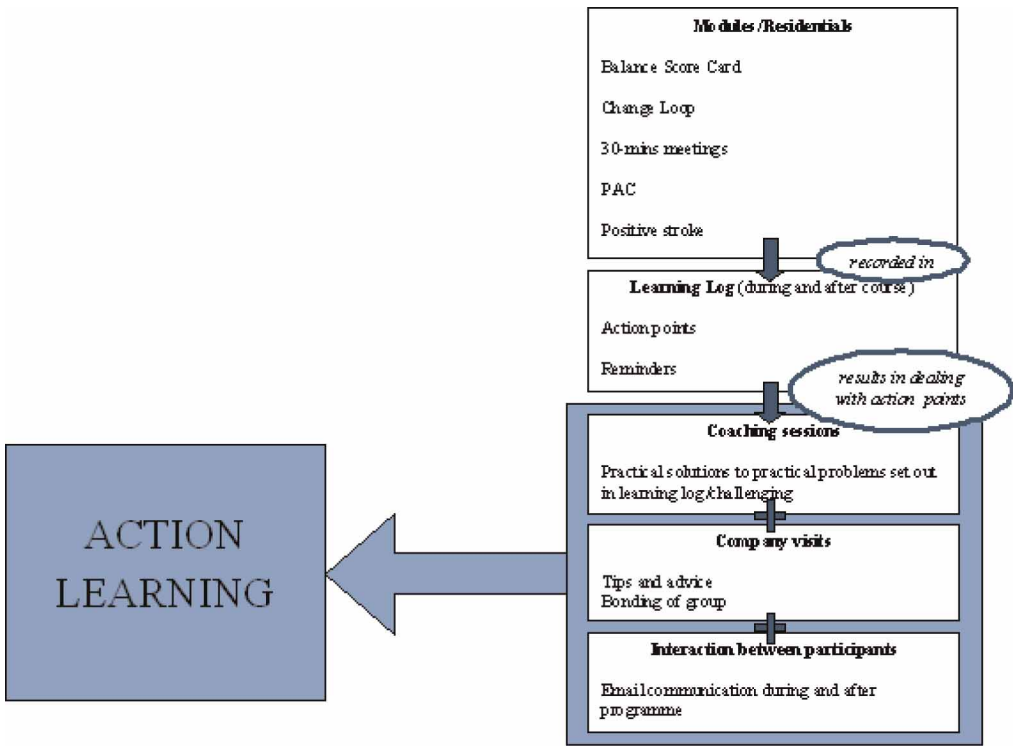 Modules /Residentials
Balance Score Card
Change Loop
30-mins meetings
PAC
Positive stroke
recorded in
Learning Log (during and after course)
Action points
Reminders
results in dealing
with action points
Coaching sessions
Practical solutions to practical problems set out
in learning log/challenging
Company visits
Tips and advice
Bonding of group
Interaction between participants
Email communication during and after
programme
ACTION
LEARNING